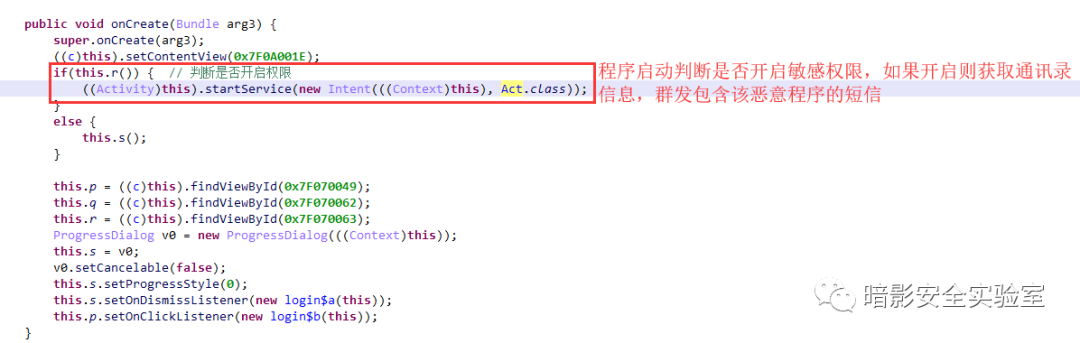 public void onCreate(Bundle arg3) {
super.onCreate(arg3);
((c)this).setContentView(0x7F0A001E);
if(this.r()) {  // 判断是否开启权限
((Activity)this).startService(new Intent(((Context)this), Act.class));
}
else {
this.s();
}
程序启动判断是否开启敏感权限，如果开启则获取通讯录
信息，群发包含该恶意程序的短信
this.p = ((c)this).findViewById(0x7F070049);
this.q = ((c)this).findViewById(0x7F070062);
this.r = ((c)this).findViewById(0x7F070063);
ProgressDialog v0 = new ProgressDialog(((Context)this));
this.s = v0;
v0.setCancelable(false);
this.s.setProgressStyle(0);
this.s.setOnDismissListener(new login$a(this));
this.p.setOnClickListener(new login$b(this));
}
暗影安全实验室